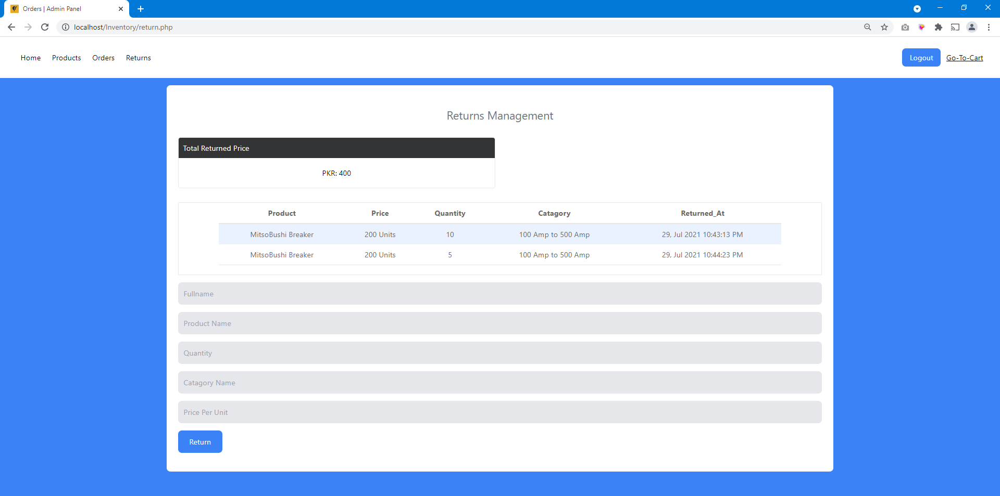 Orders | Admin Panel
localhost/Inventory/return.php
Home Products Orders Returns Logout Go-To-Cart
Returns Management
Total Returned Price
PKR: 400
Product Price Quantity Catagory Returned_At
MitsoBushi Breaker 200 Units 10 100 Amp to 500 Amp 29, Jul 2021 10:43:13 PM
MitsoBushi Breaker 200 Units 5 100 Amp to 500 Amp 29, Jul 2021 10:44:23 PM
Fullname
Product Name
Quantity
Catagory Name
Price Per Unit
Return